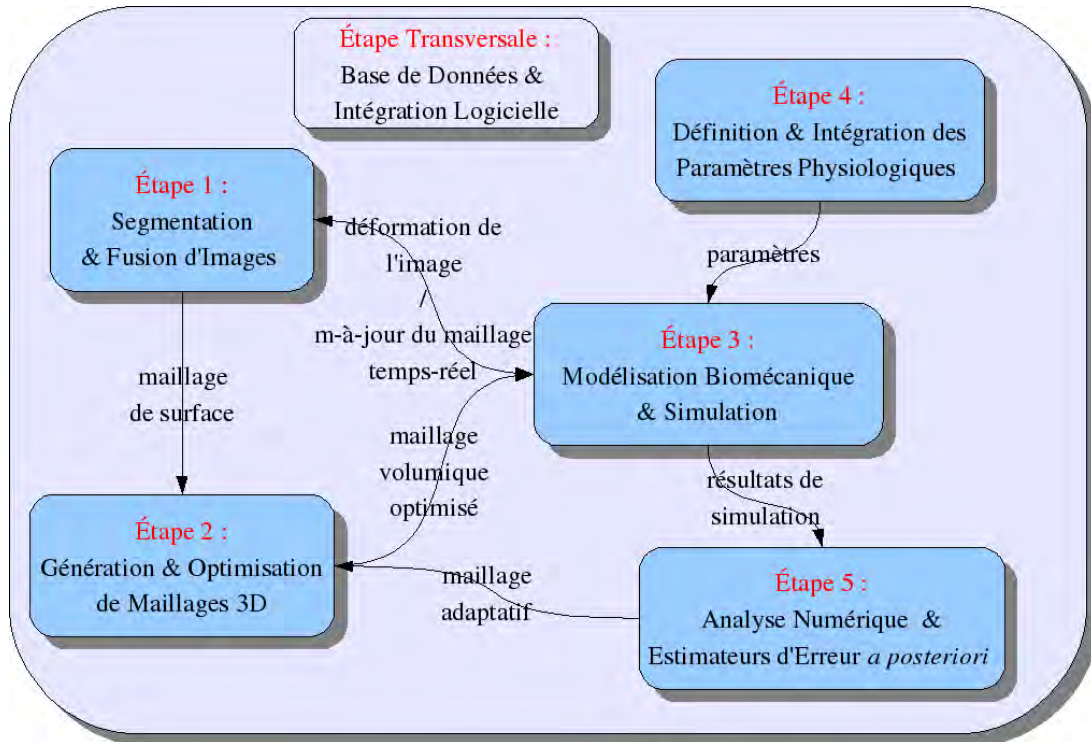 Étape Transversale :
Base de Données &
Intégration Logicielle
Étape 4 :
Définition & Intégration des
Paramètres Physiologiques
Étape 1 :
Segmentation
& Fusion d'Images
déformation de
l'image
/
m-à-jour du maillage
temps-réel
paramètres
Étape 3 :
Modélisation Biomécanique
& Simulation
maillage
de surface
maillage
volumique
optimisé
résultats de
simulation
Étape 2 :
Génération & Optimisation
de Maillages 3D
maillage
adaptatif
Étape 5 :
Analyse Numérique &
Estimateurs d'Erreur a posteriori